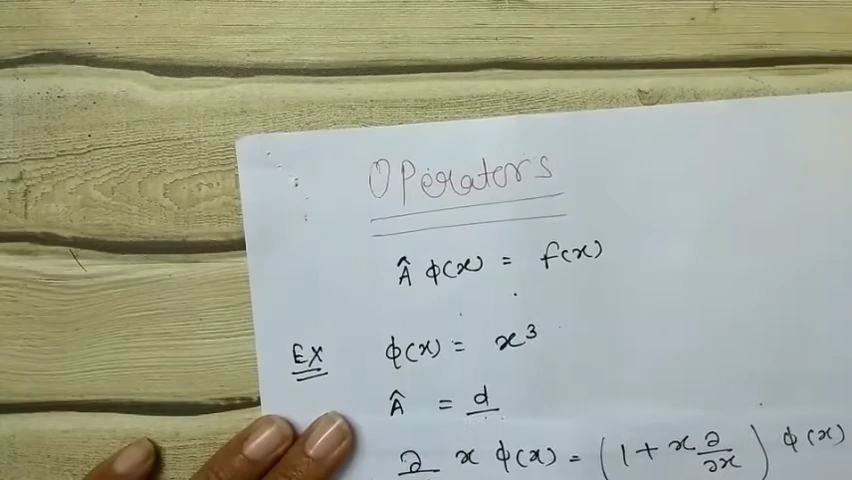 Operators
Â ϕ(x) = f(x)
EX ϕ(x) = x³
Â = d
∂ x ϕ(x) = (1 + x ∂/∂x) ϕ(x)